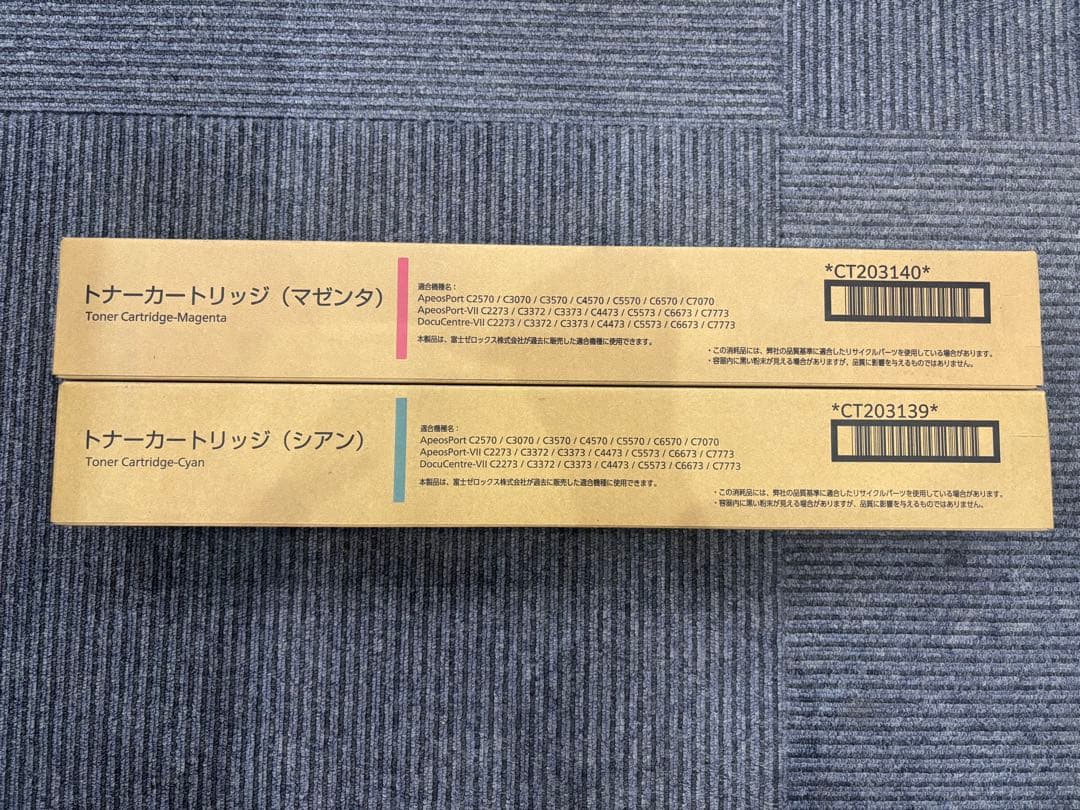 トナーカートリッジ（マゼンタ）
Toner Cartridge-Magenta
適合機種名：
ApeosPort C2570 / C3070 / C3570 / C4570 / C5570 / C6570 / C7070
ApeosPort-VII C2273 / C3372 / C3373 / C4473 / C5573 / C6673 / C7773
DocuCentre-VII C2273 / C3372 / C3373 / C4473 / C5573 / C6673 / C7773
本製品は、富士ゼロックス株式会社が過去に販売した適合機種に使用できます。
*CT203140*
・この消耗品には、弊社の品質基準に適合したリサイクルパーツを使用している場合があります。
・容器内に黒い粉末が見える場合がありますが、品質に影響を与えるものではありません。
トナーカートリッジ（シアン）
Toner Cartridge-Cyan
適合機種名：
ApeosPort C2570 / C3070 / C3570 / C4570 / C5570 / C6570 / C7070
ApeosPort-VII C2273 / C3372 / C3373 / C4473 / C5573 / C6673 / C7773
DocuCentre-VII C2273 / C3372 / C3373 / C4473 / C5573 / C6673 / C7773
本製品は、富士ゼロックス株式会社が過去に販売した適合機種に使用できます。
*CT203139*
・この消耗品には、弊社の品質基準に適合したリサイクルパーツを使用している場合があります。
・容器内に黒い粉末が見える場合がありますが、品質に影響を与えるものではありません。